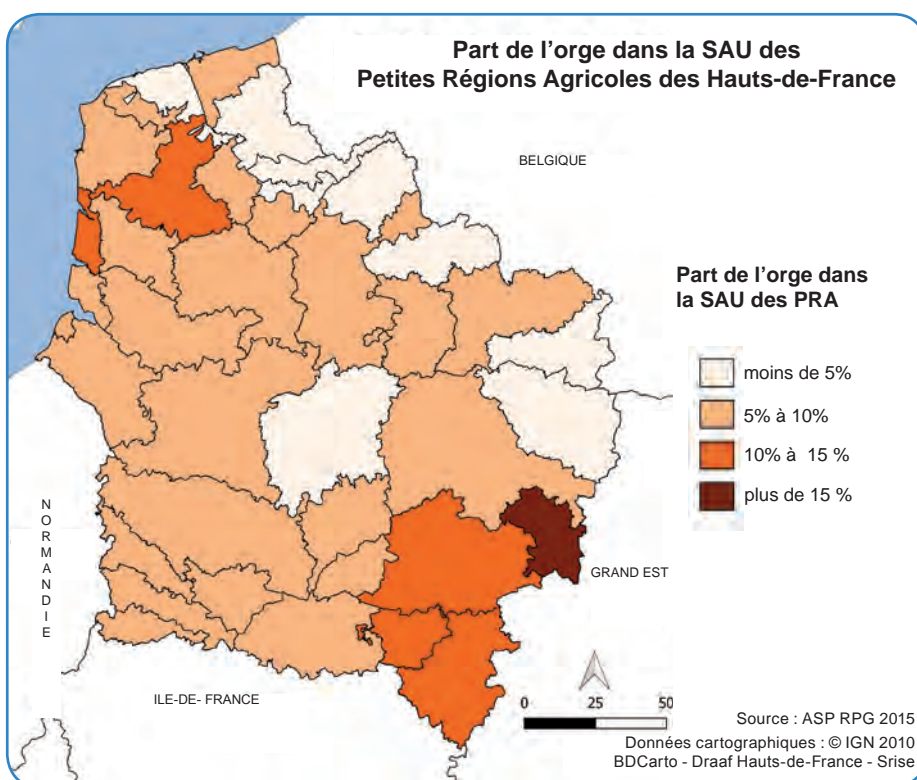 Part de l'orge dans la SAU des
Petites Régions Agricoles des Hauts-de-France
BELGIQUE
Part de l'orge dans
la SAU des PRA
moins de 5%
5% à 10%
10% à 15 %
plus de 15 %
NORMANDIE
GRAND EST
ILE-DE- FRANCE
0 25 50
Source : ASP RPG 2015
Données cartographiques : © IGN 2010
BDCarto - Draaf Hauts-de-France - Srise